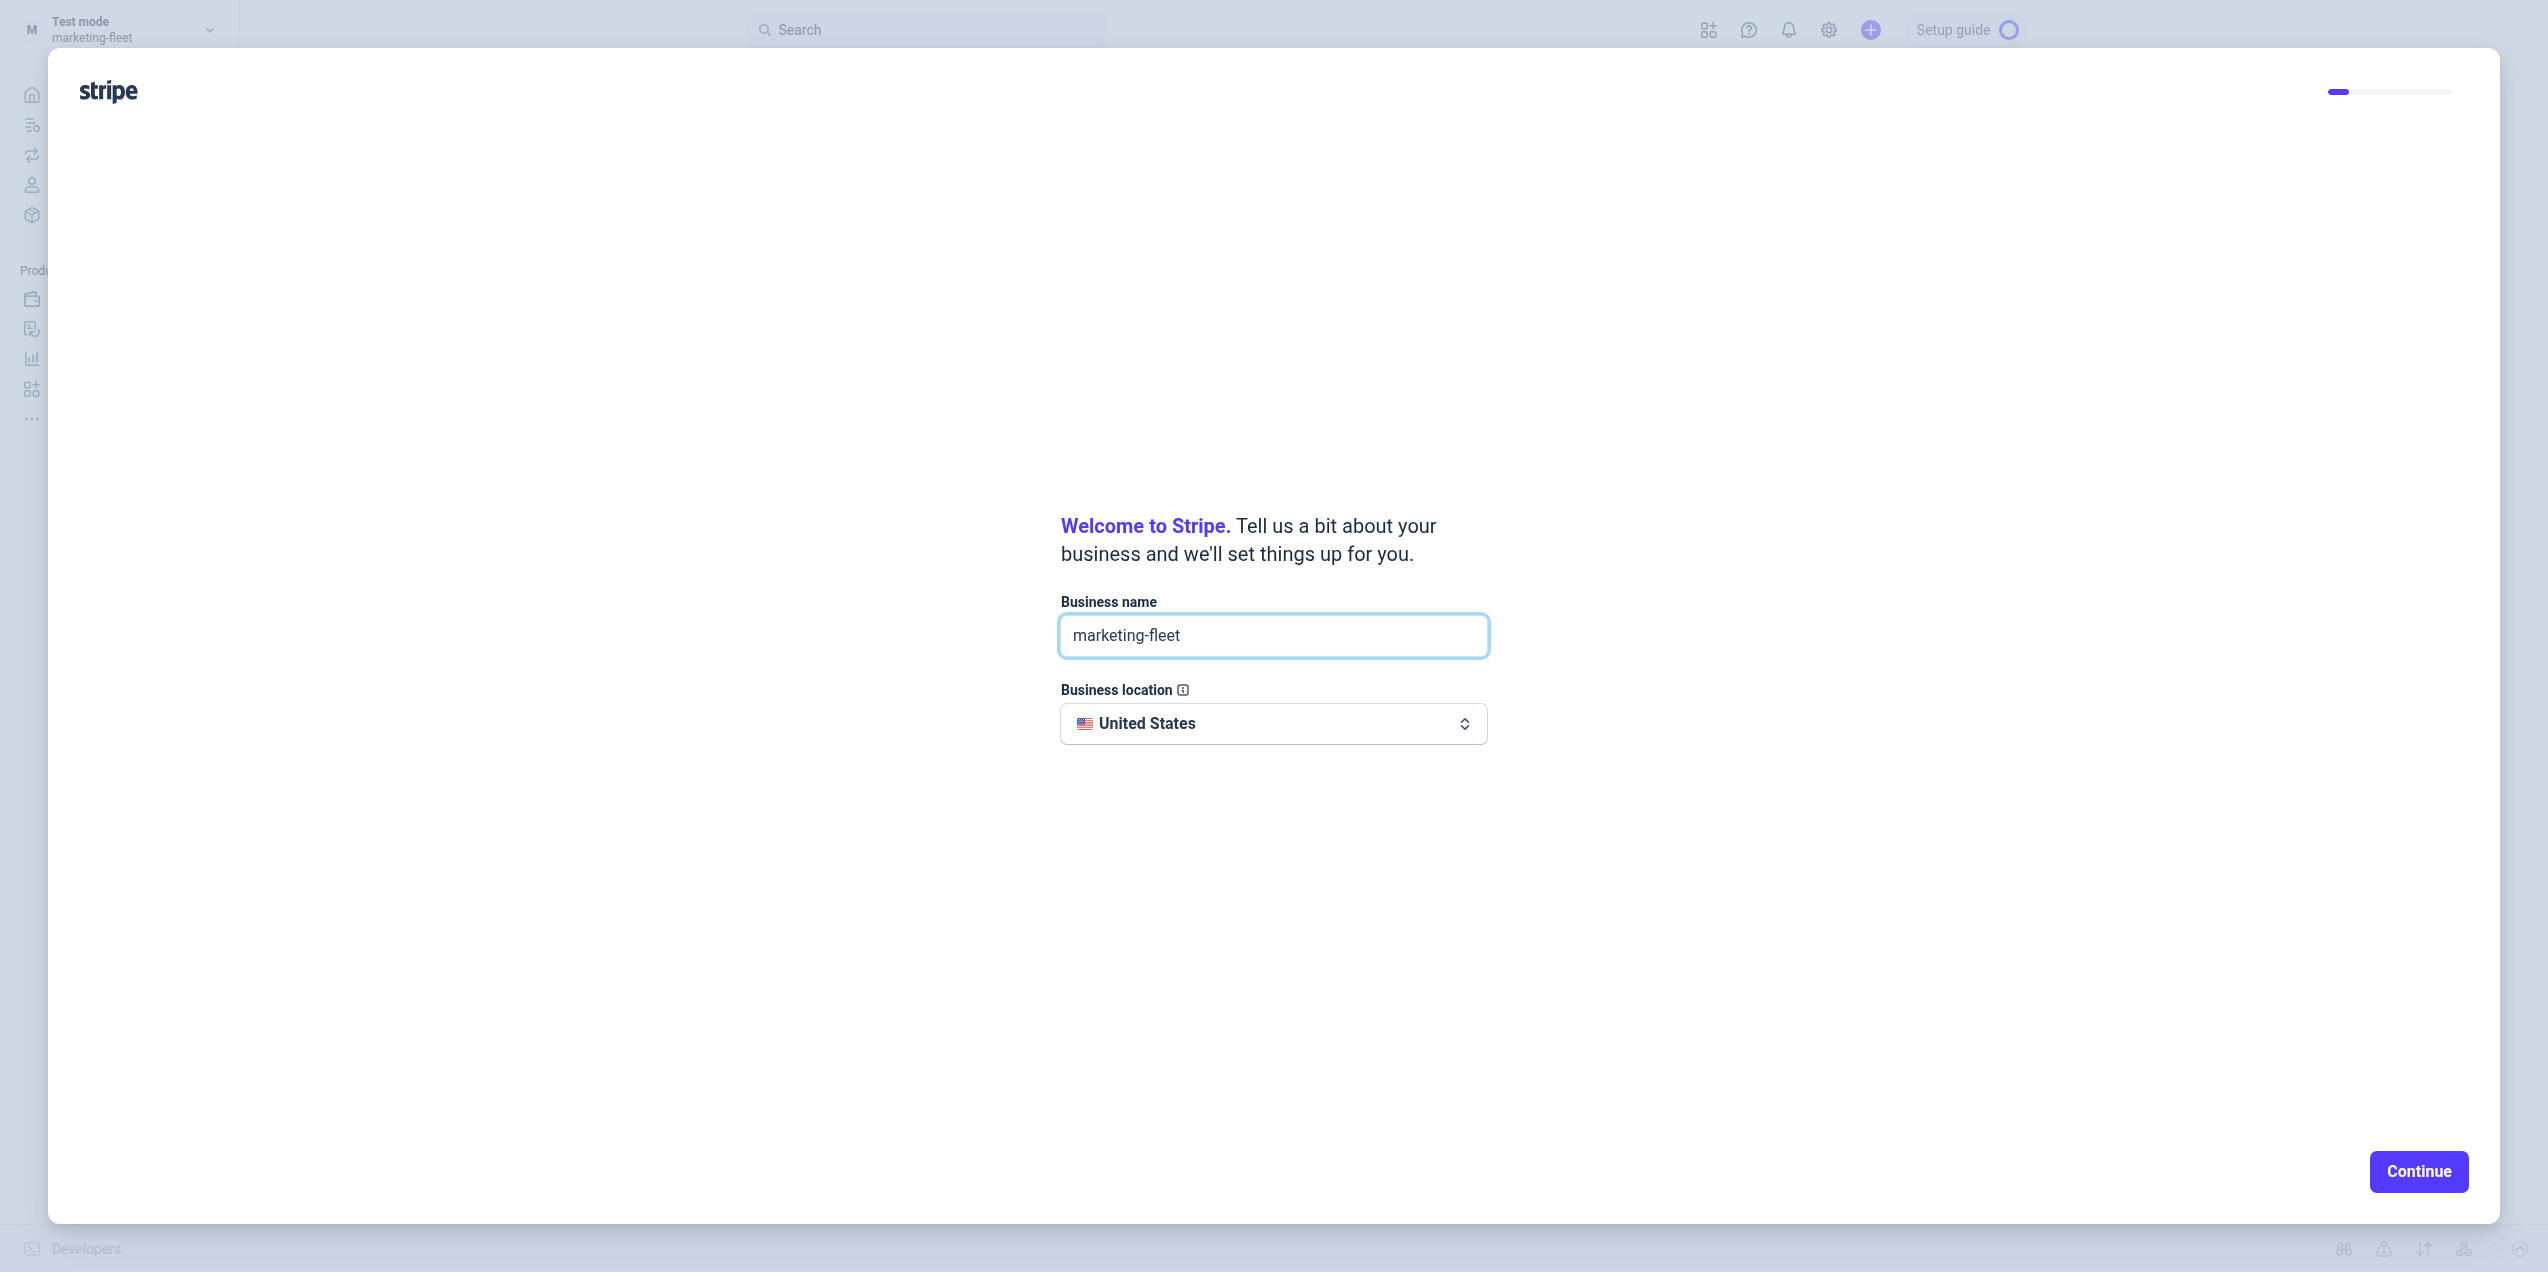 M
Test mode
marketing-fleet
Search
Setup guide
stripe
Produ
Welcome to Stripe. Tell us a bit about your
business and we'll set things up for you.
Business name
marketing-fleet
Business location
United States
Continue
Developers